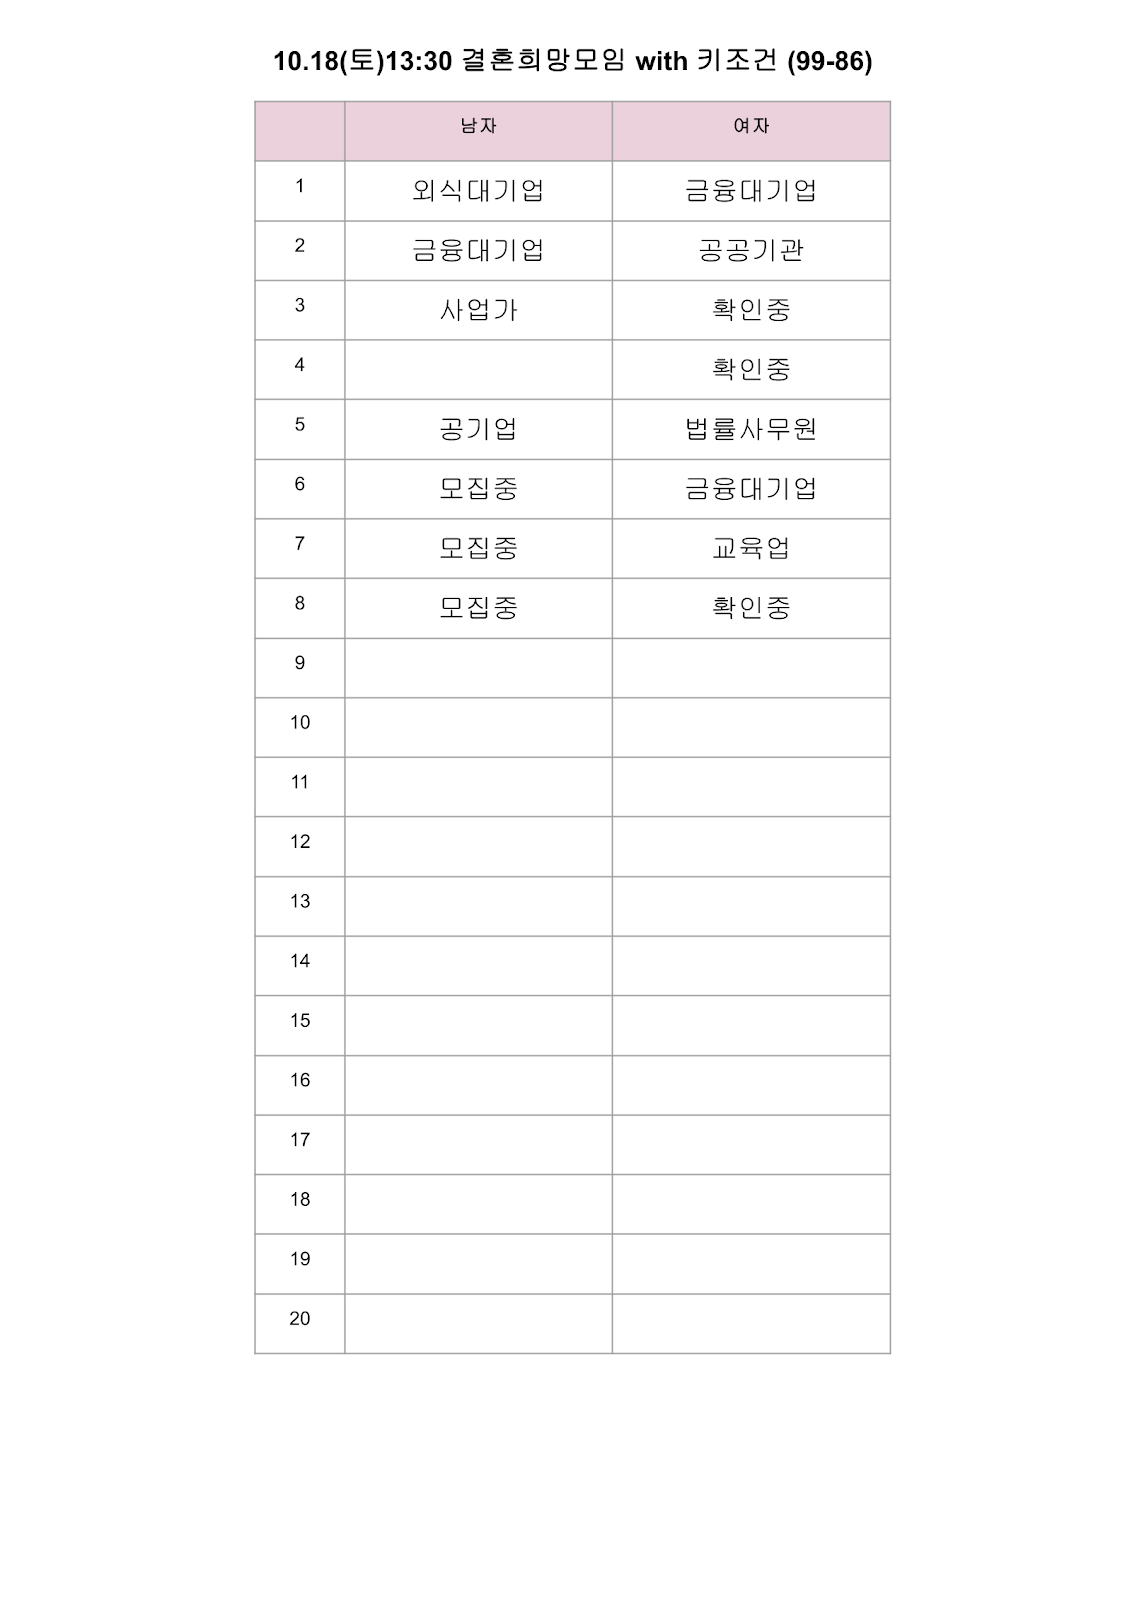 10.18(토)13:30 결혼희망모임 with 키조건 (99-86)
남자 여자
1 외식대기업 금융대기업
2 금융대기업 공공기관
3 사업가 확인중
4 확인중
5 공기업 법률사무원
6 모집중 금융대기업
7 모집중 교육업
8 모집중 확인중
9
10
11
12
13
14
15
16
17
18
19
20